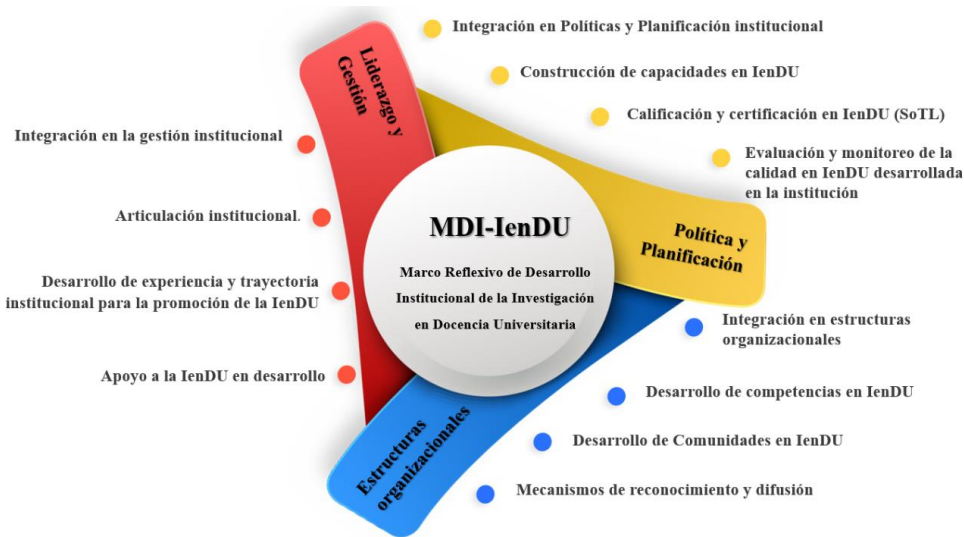 Liderazgo y
Gestión
Integración en la gestión institucional
Articulación institucional.
Desarrollo de experiencia y trayectoria
institucional para la promoción de la IenDU
Apoyo a la IenDU en desarrollo
MDI-IenDU
Marco Reflexivo de Desarrollo
Institucional de la Investigación
en Docencia Universitaria
Integración en Políticas y Planificación institucional
Construcción de capacidades en IenDU
Calificación y certificación en IenDU (SoTL)
Evaluación y monitoreo de la
calidad en IenDU desarrollada
en la institución
Política y
Planificación
Integración en estructuras
organizacionales
Desarrollo de competencias en IenDU
Desarrollo de Comunidades en IenDU
Mecanismos de reconocimiento y difusión
Estructuras
organizacionales